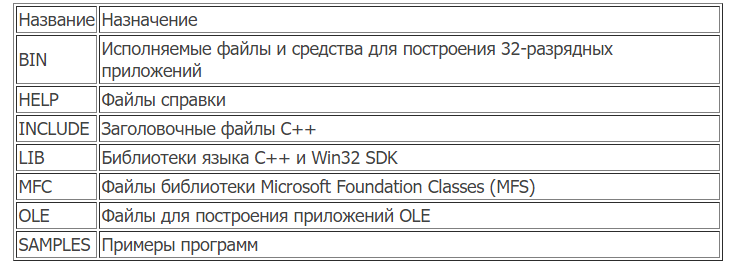 Название Назначение
BIN Исполняемые файлы и средства для построения 32-разрядных
приложений
HELP Файлы справки
INCLUDE Заголовочные файлы C++
LIB Библиотеки языка C++ и Win32 SDK
MFC Файлы библиотеки Microsoft Foundation Classes (MFS)
OLE Файлы для построения приложений OLE
SAMPLES Примеры программ